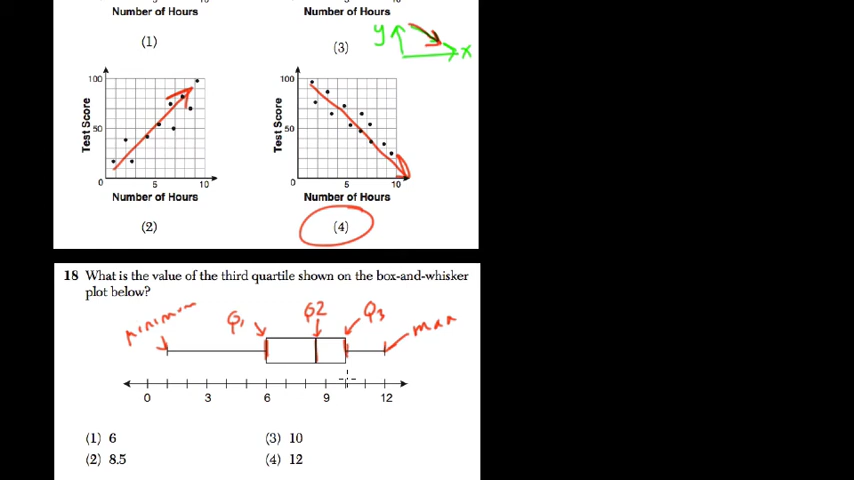 Number of Hours
Number of Hours
(1)
(3)
y
x
100
50
0
5
10
Test Score
Number of Hours
(2)
100
50
0
5
10
Test Score
Number of Hours
(4)
18 What is the value of the third quartile shown on the box-and-whisker
plot below?
minimum
Q1
Q2
Q3
max
0
3
6
9
12
(1) 6
(2) 8.5
(3) 10
(4) 12